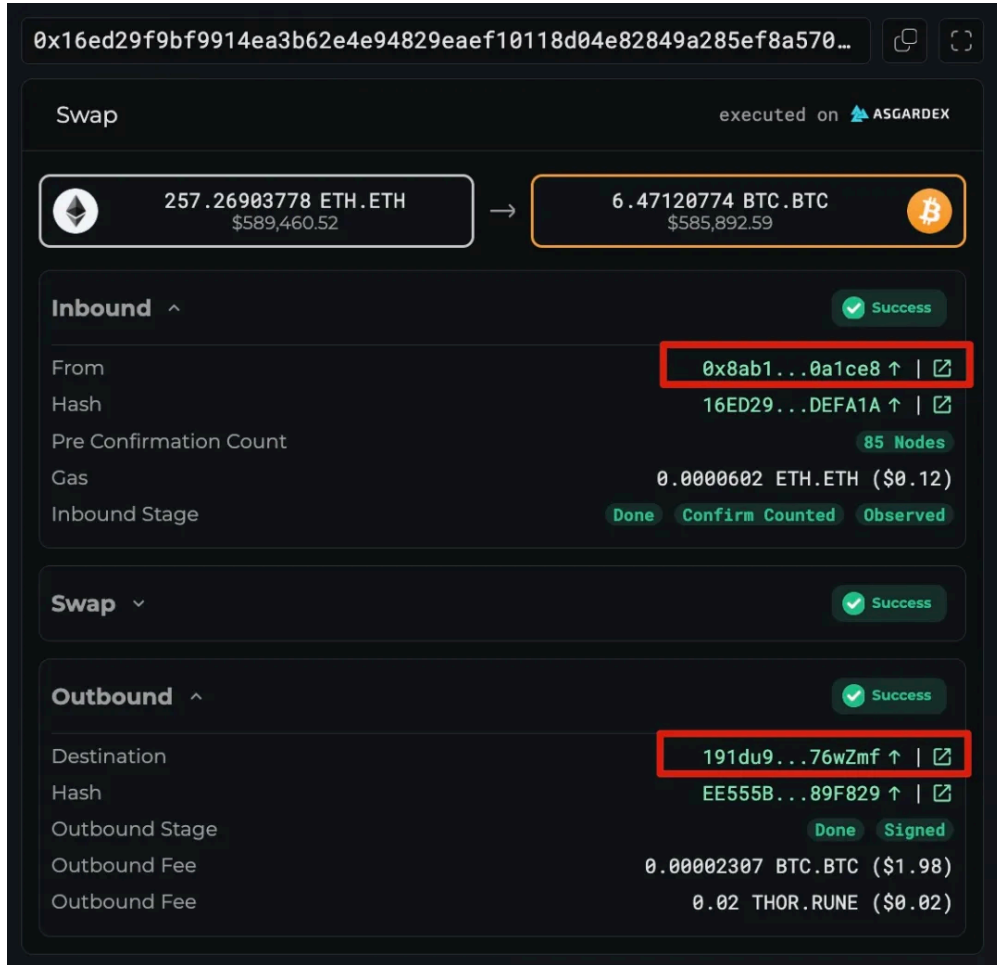 0x16ed29f9bf9914ea3b62e4e94829eaef10118d04e82849a285ef8a570…
Swap
executed on ASGARDEX
257.26903778 ETH.ETH
$589,460.52
→
6.47120774 BTC.BTC
$585,892.59
Inbound
Success
From 0x8ab1...0a1ce8 ↑ |
Hash 16ED29...DEFA1A ↑ |
Pre Confirmation Count 85 Nodes
Gas 0.0000602 ETH.ETH ($0.12)
Inbound Stage Done Confirm Counted Observed
Swap
Success
Outbound
Success
Destination 191du9...76wZmf ↑ |
Hash EE555B...89F829 ↑ |
Outbound Stage Done Signed
Outbound Fee 0.00002307 BTC.BTC ($1.98)
Outbound Fee 0.02 THOR.RUNE ($0.02)